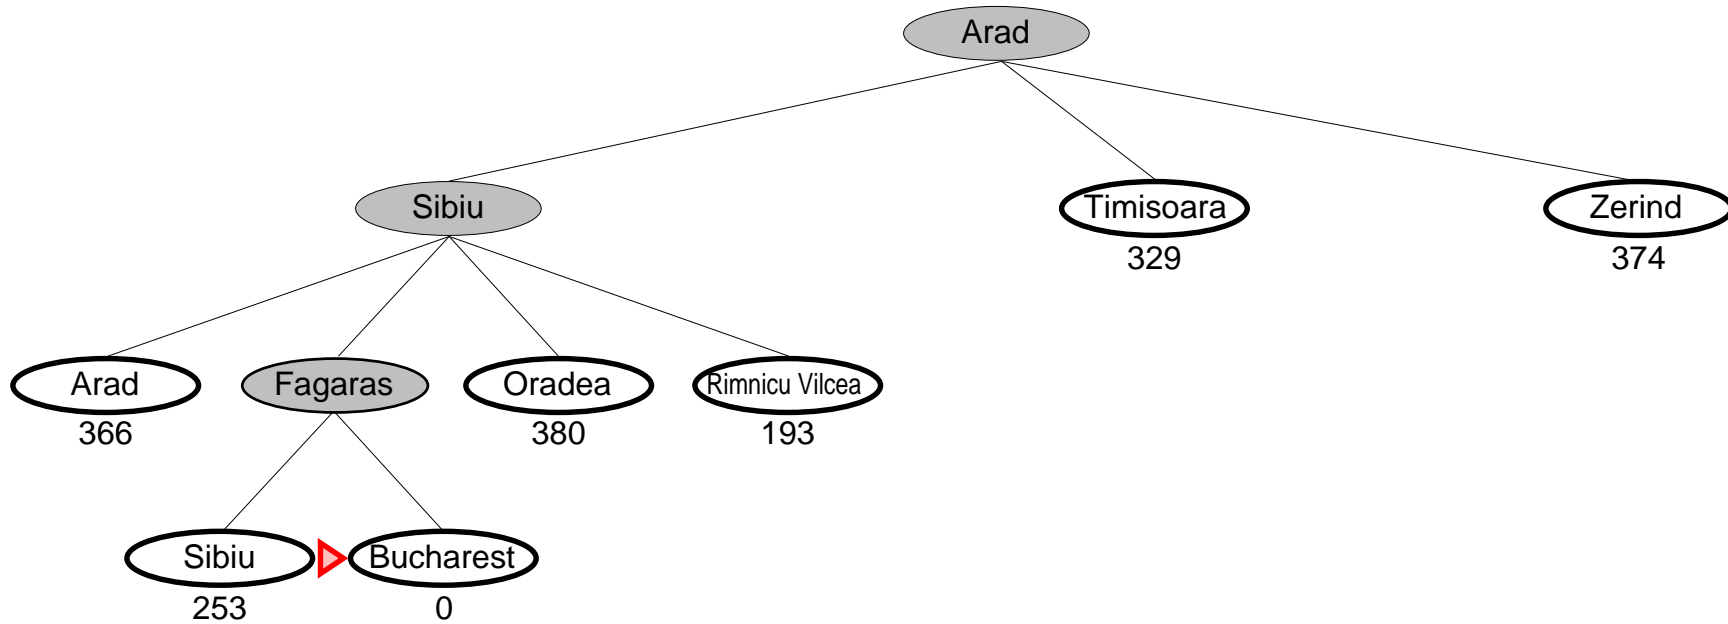 Arad
Sibiu
Timisoara
Zerind
329
374
Arad
Fagaras
Oradea
Rimnicu Vilcea
366
380
193
Sibiu
Bucharest
253
0